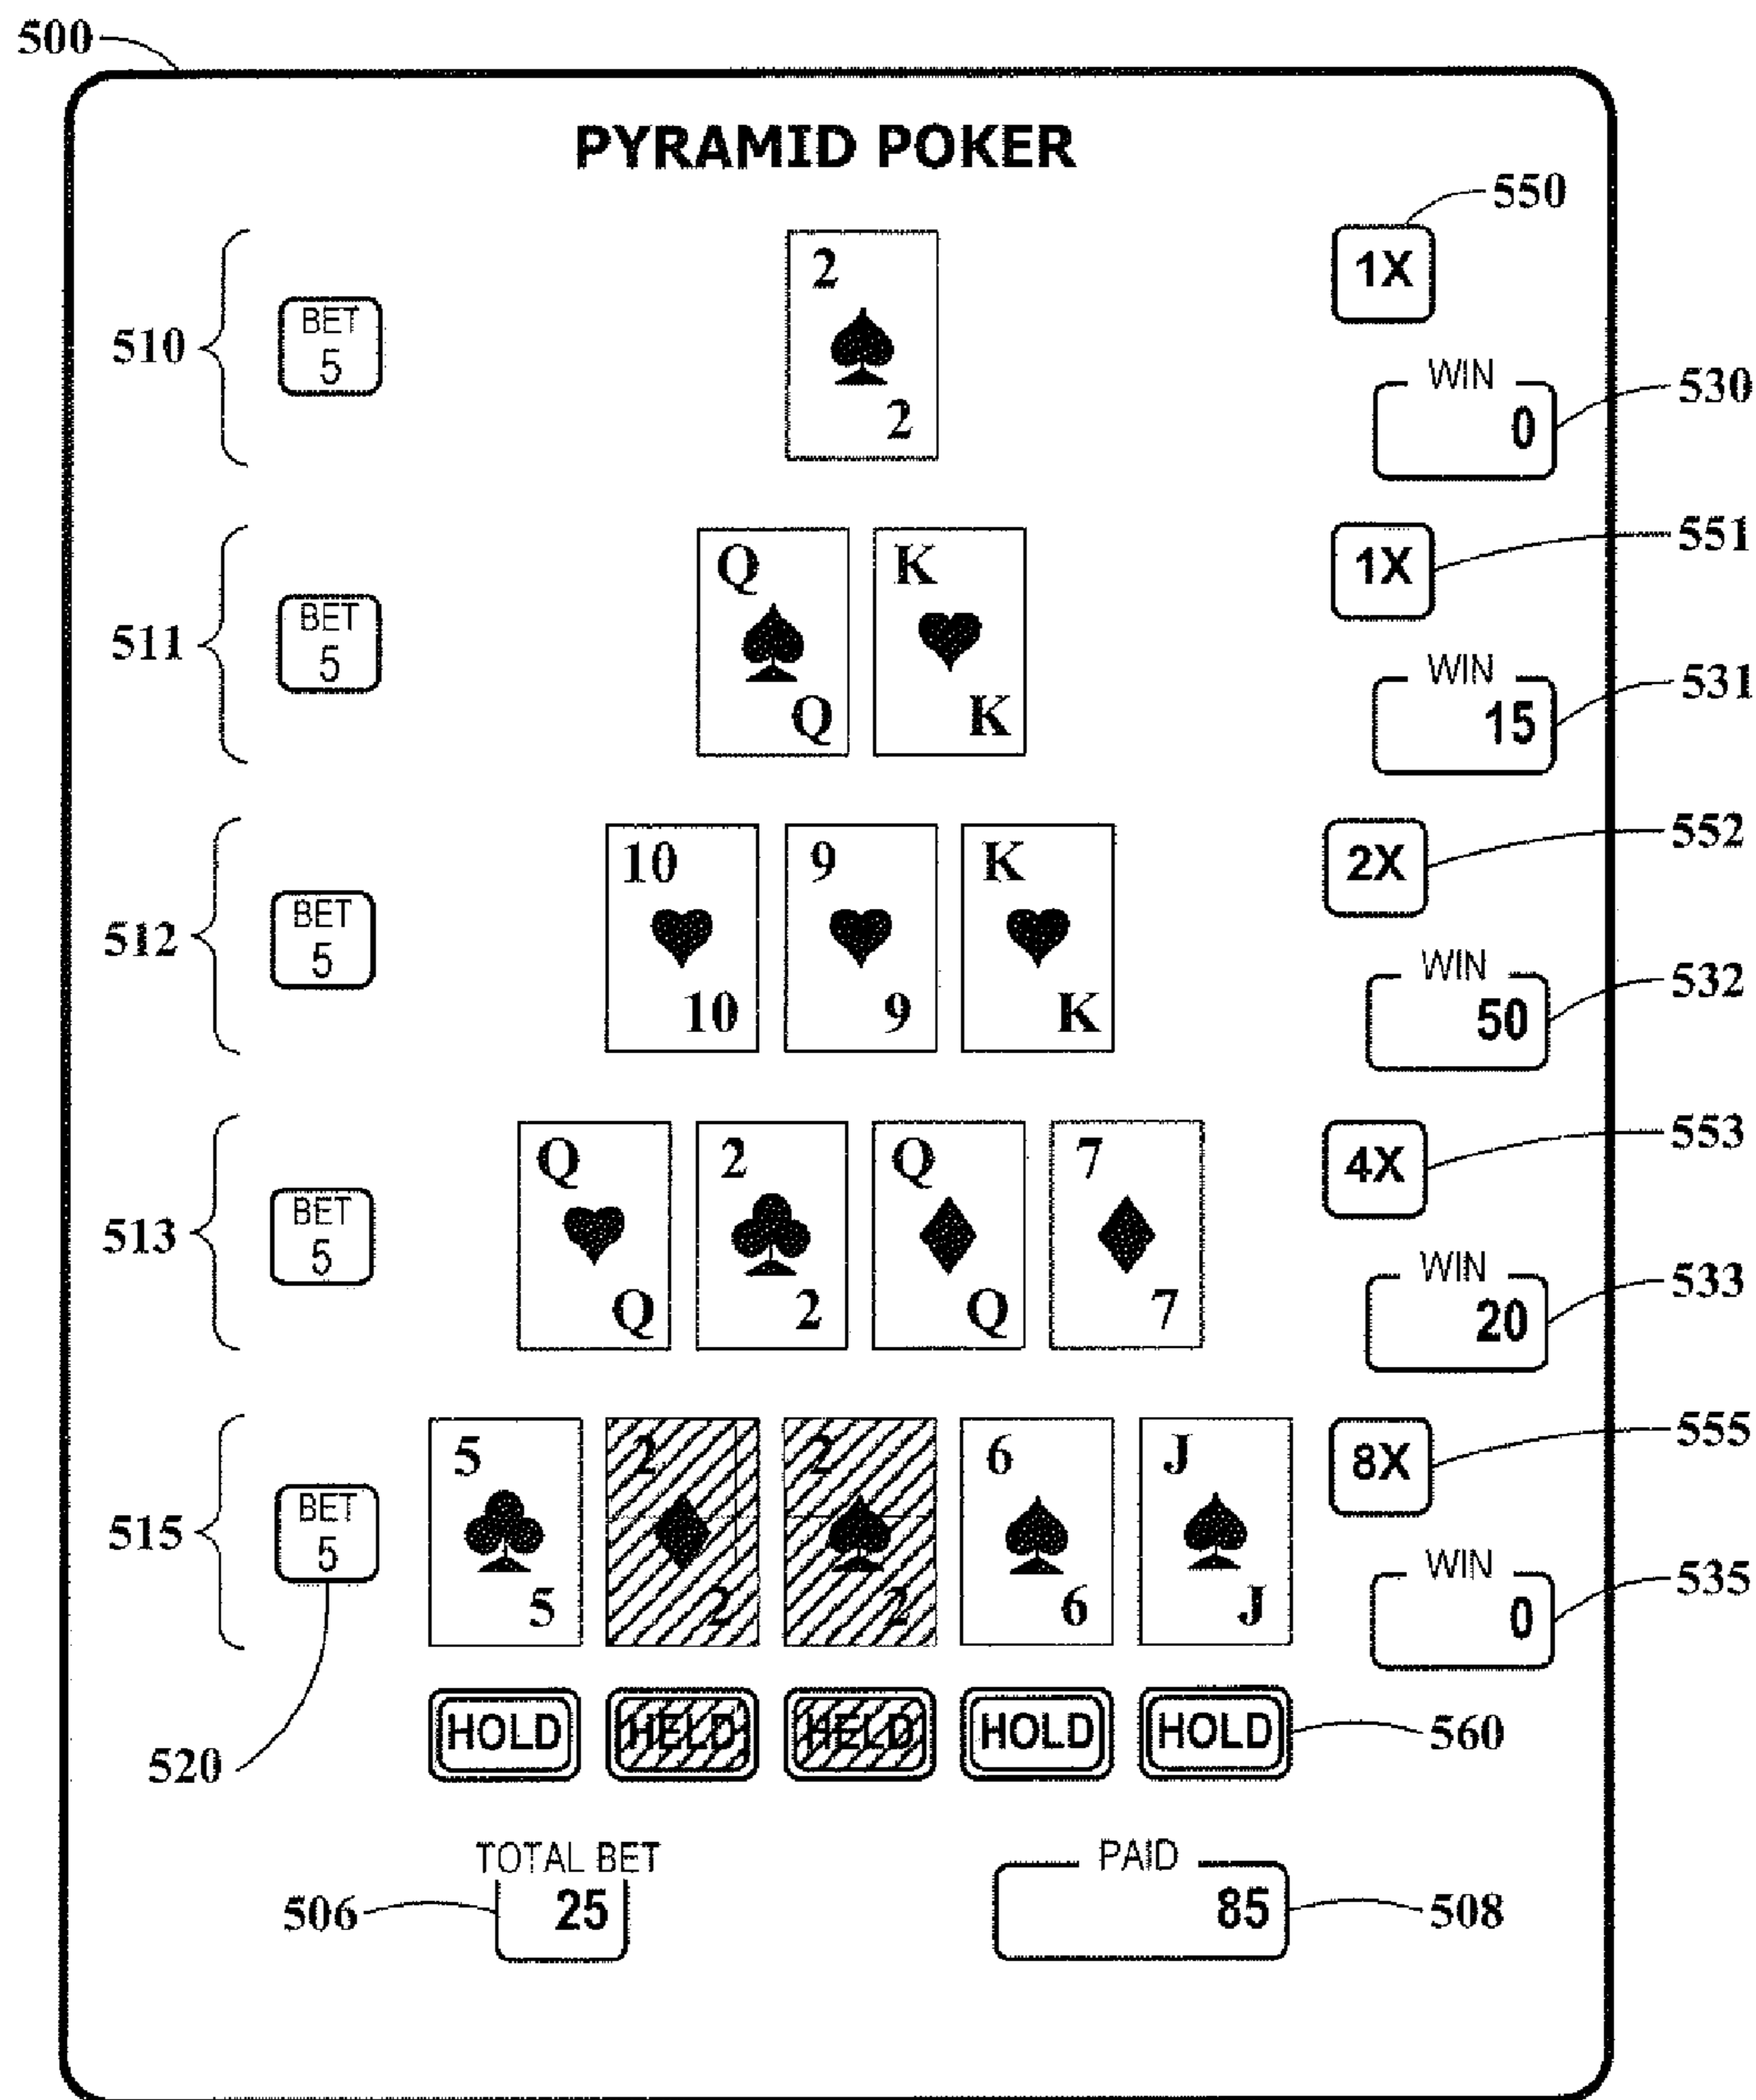 500
PYRAMID POKER
550
2
1X
510
BET
5
2
WIN
0
530
551
Q
K
1X
511
BET
5
Q
K
WIN
15
531
552
10
9
K
2X
512
BET
5
10
9
K
WIN
50
532
553
Q
2
Q
7
4X
513
BET
5
Q
2
Q
7
WIN
20
533
555
5
2
2
6
J
8X
515
BET
5
5
2
2
6
J
WIN
0
535
520
HOLD
HELD
HELD
HOLD
HOLD
560
TOTAL BET
25
506
PAID
85
508